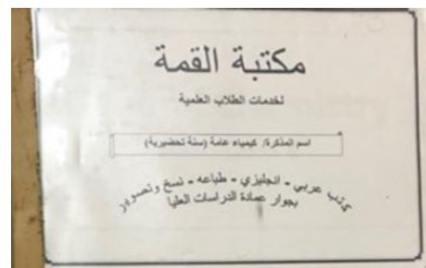 مكتبة القمة
لخدمات الطلاب العلمية
اسم المذكرة/ كيمياء عامة (سنة تحضيرية)
كتب عربي - انجليزي - طباعه - نسخ وتصوير
بجوار عمادة الدراسات العليا